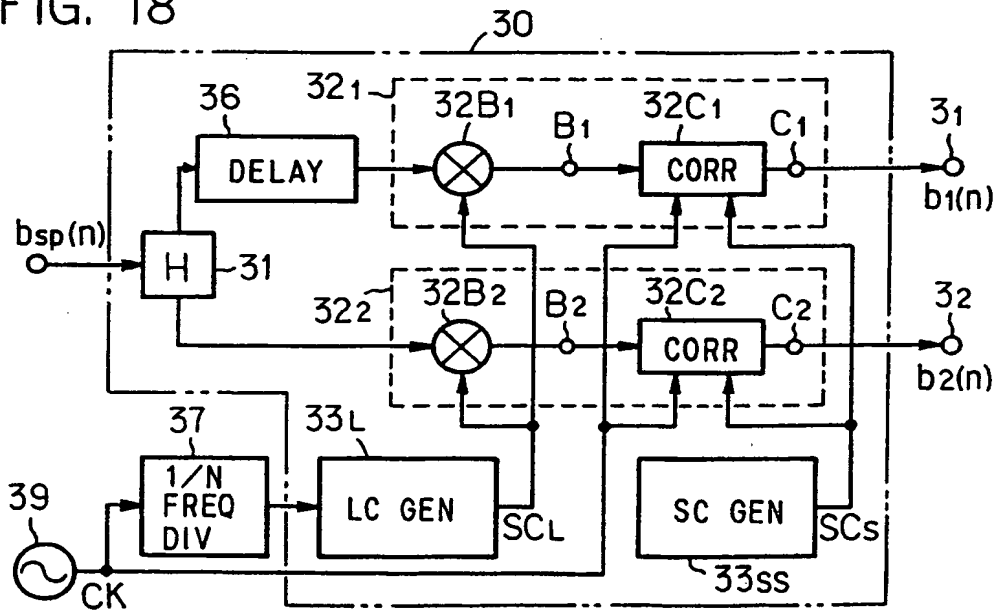 FIG. 18
30
321
36
32B1
B1
32C1
C1
31
DELAY
CORR
b1(n)
bsp(n)
H
31
322
32B2
B2
32C2
C2
32
CORR
b2(n)
37
33L
39
1/N
FREQ
DIV
LC GEN
SCL
SC GEN
SCS
CK
33SS